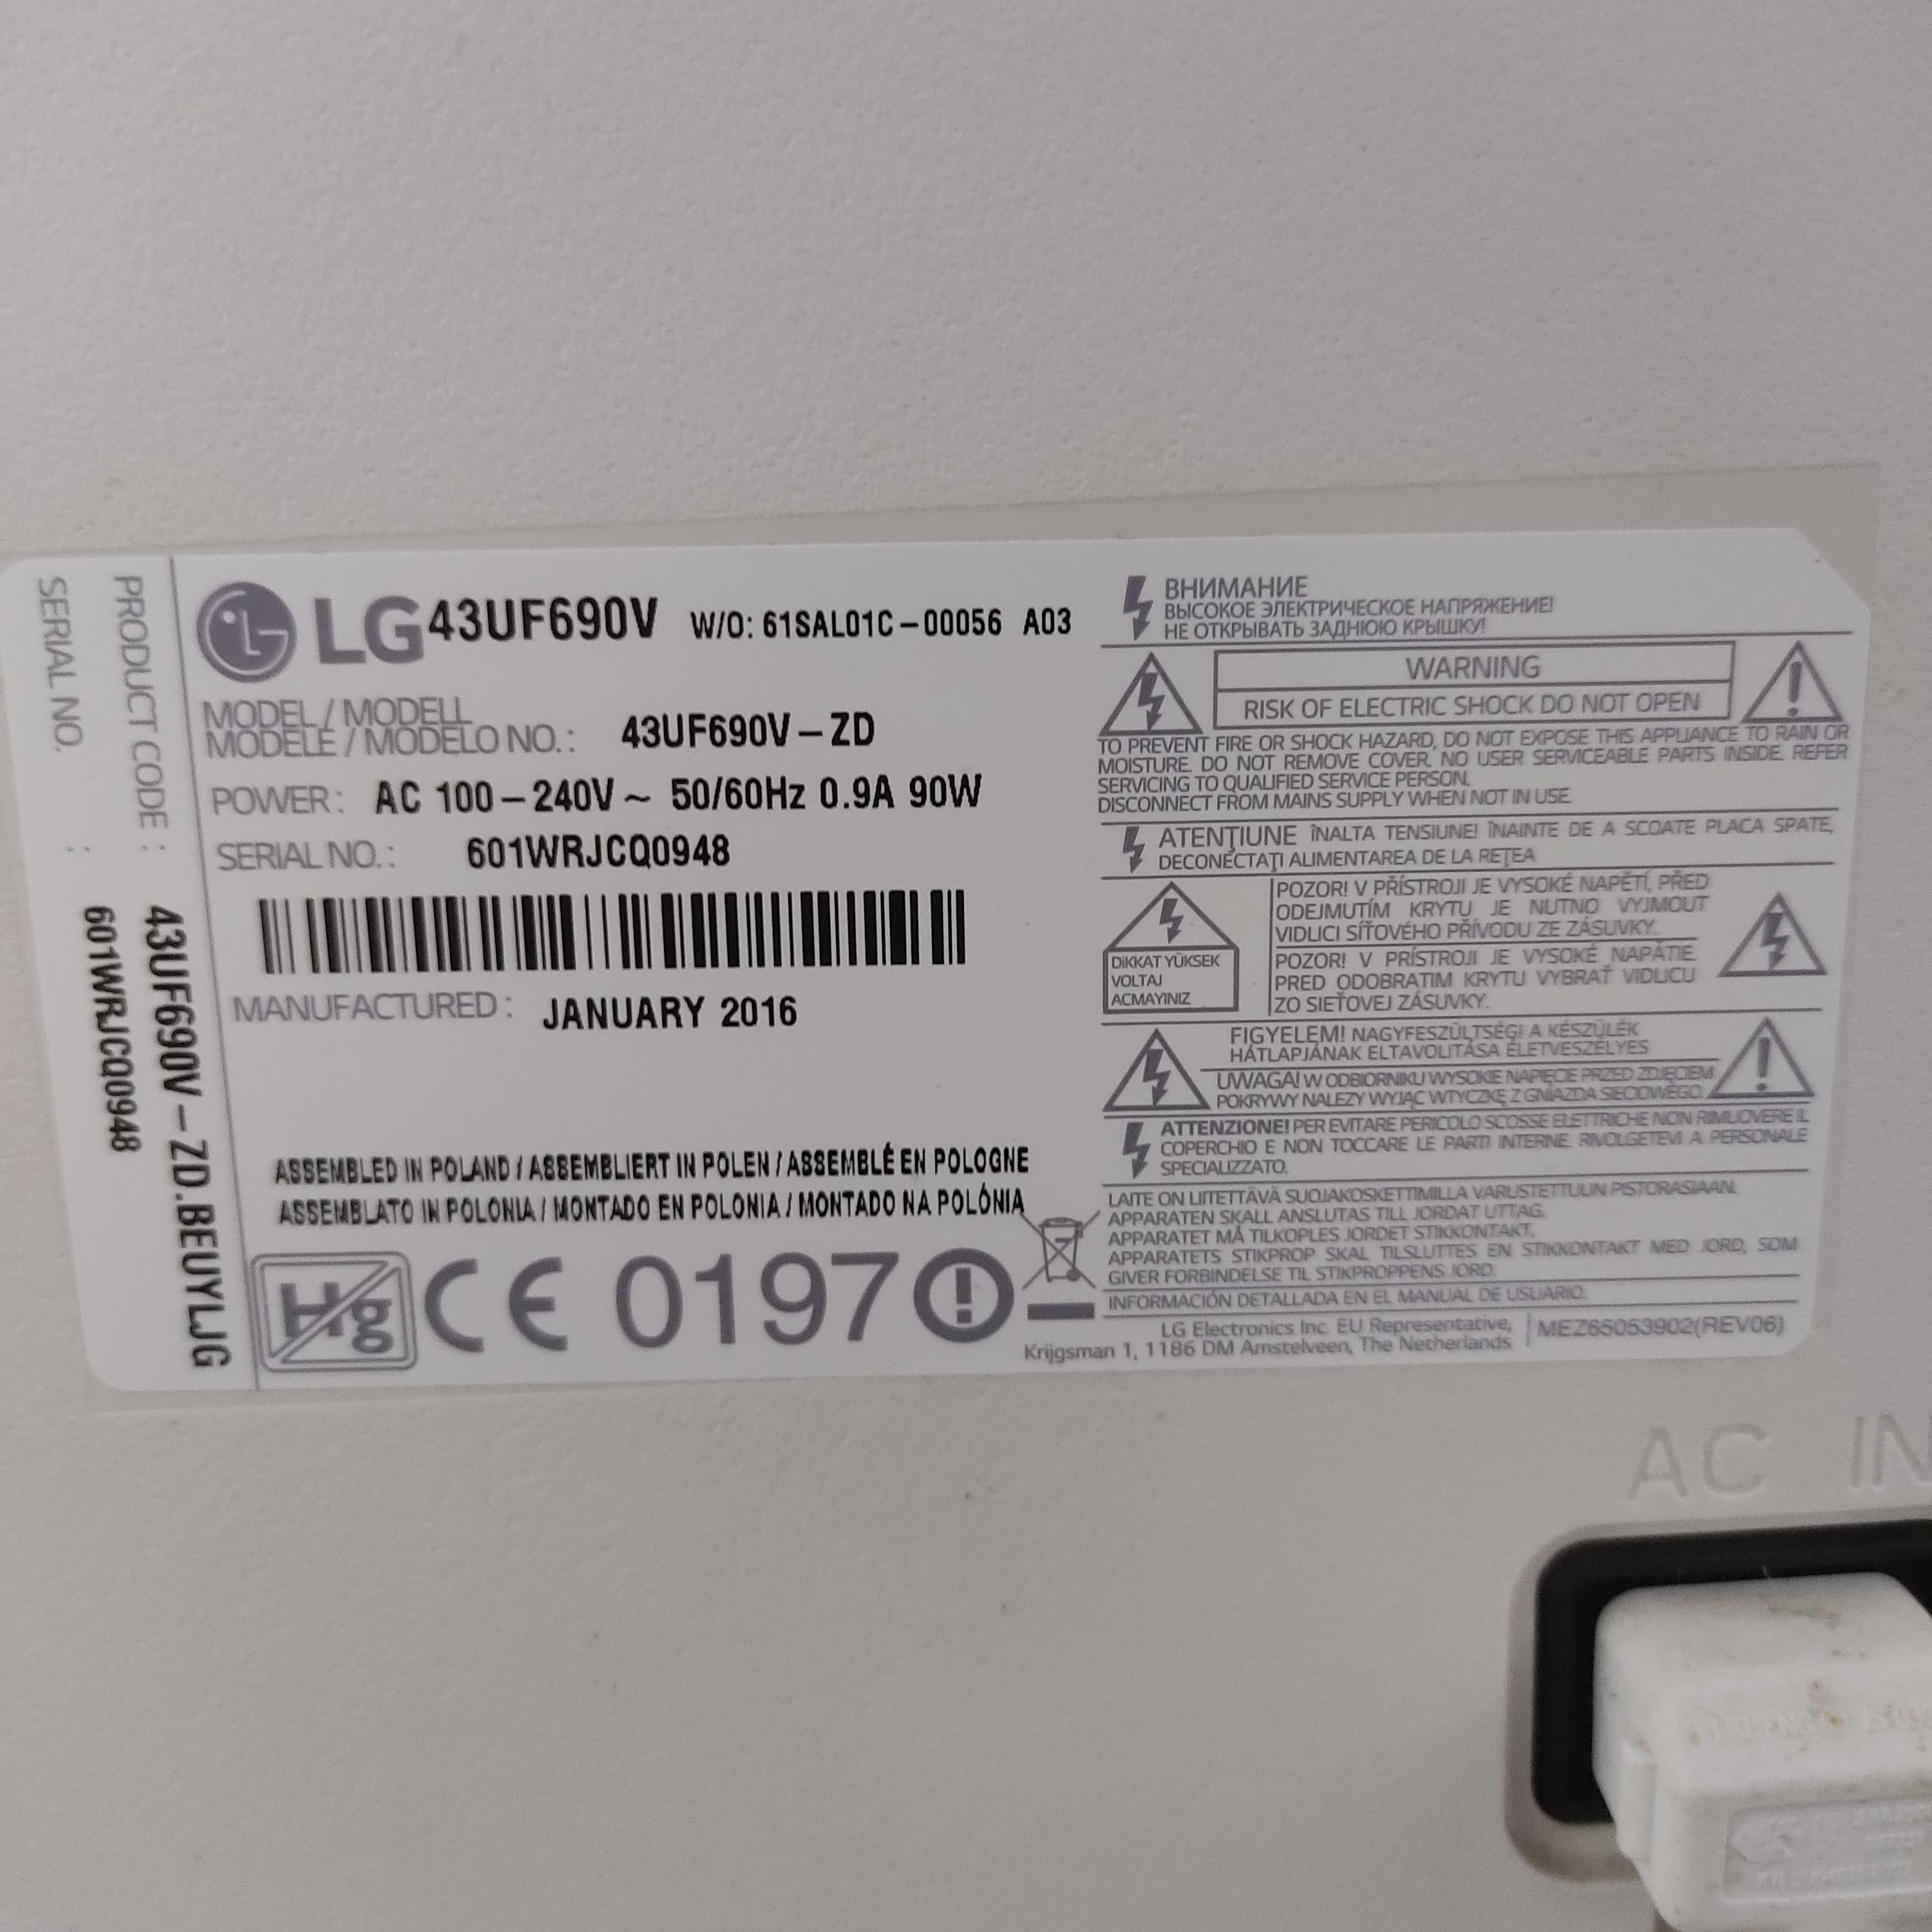 SERIAL NO. : 601WRJCQ0948
PRODUCT CODE : 43UF690V-ZD.BEUYLJG
LG 43UF690V W/O: 61SAL01C-00056 A03
MODEL / MODELL
MODÈLE / MODELO NO.: 43UF690V-ZD
POWER: AC 100-240V ~ 50/60Hz 0.9A 90W
SERIAL NO.: 601WRJCQ0948
MANUFACTURED: JANUARY 2016
ASSEMBLED IN POLAND / ASSEMBLIERT IN POLEN / ASSEMBLÉ EN POLOGNE
ASSEMBLATO IN POLONIA / MONTADO EN POLONIA / MONTADO NA POLÓNIA
Hg CE 0197
ВНИМАНИЕ
ВЫСОКОЕ ЭЛЕКТРИЧЕСКОЕ НАПРЯЖЕНИЕ!
НЕ ОТКРЫВАТЬ ЗАДНЮЮ КРЫШКУ!
WARNING
RISK OF ELECTRIC SHOCK DO NOT OPEN
TO PREVENT FIRE OR SHOCK HAZARD, DO NOT EXPOSE THIS APPLIANCE TO RAIN OR
MOISTURE. DO NOT REMOVE COVER. NO USER SERVICEABLE PARTS INSIDE. REFER
SERVICING TO QUALIFIED SERVICE PERSON.
DISCONNECT FROM MAINS SUPPLY WHEN NOT IN USE
ATENŢIUNE ÎNALTA TENSIUNE! ÎNAINTE DE A SCOATE PLACA SPATE,
DECONECTAŢI ALIMENTAREA DE LA REŢEA
DIKKAT YÜKSEK
VOLTAJ
ACMAYINIZ
POZOR! V PŘÍSTROJI JE VYSOKÉ NAPĚTÍ, PŘED
ODEJMUTÍM KRYTU JE NUTNO VYJMOUT
VIDLICI SÍŤOVÉHO PŘÍVODU ZE ZÁSUVKY.
POZOR! V PRÍSTROJI JE VYSOKÉ NAPÄTIE.
PRED ODOBRATIM KRYTU VYBRAŤ VIDLICU
ZO SIEŤOVEJ ZÁSUVKY.
FIGYELEM! NAGYFESZÜLTSÉG! A KÉSZÜLÉK
HÁTLAPJÁNAK ELTAVOLITÁSA ÉLETVESZÉLYES
UWAGA! W ODBIORNIKU WYSOKIE NAPIĘCIE PRZED ZDJĘCIEM
POKRYWY NALEZY WYJĄC WTYCZKĘ Z GNIAZDA SIECIOWĖGO.
ATTENZIONE! PER EVITARE PERICOLO SCOSSE ELETTRICHE NON RIMUOVERE IL
COPERCHIO E NON TOCCARE LE PARTI INTERNE. RIVOLGETEVI A PERSONALE
SPECIALIZZATO.
LAITE ON LIITETTÄVÄ SUOJAKOSKETTIMILLA VARUSTETTUUN PISTORASIAAN.
APPARATEN SKALL ANSLUTAS TILL JORDAT UTTAG.
APPARATET MÅ TILKOPLES JORDET STIKKONTAKT.
APPARATETS STIKPROP SKAL TILSLUTTES EN STIKKONTAKT MED JORD, SOM
GIVER FORBINDELSE TIL STIKPROPPENS JORD.
INFORMACIÓN DETALLADA EN EL MANUAL DE USUARIO.
LG Electronics Inc. EU Representative,
Krijgsman 1, 1186 DM Amstelveen, The Netherlands
MEZ65053902(REV06)
AC IN